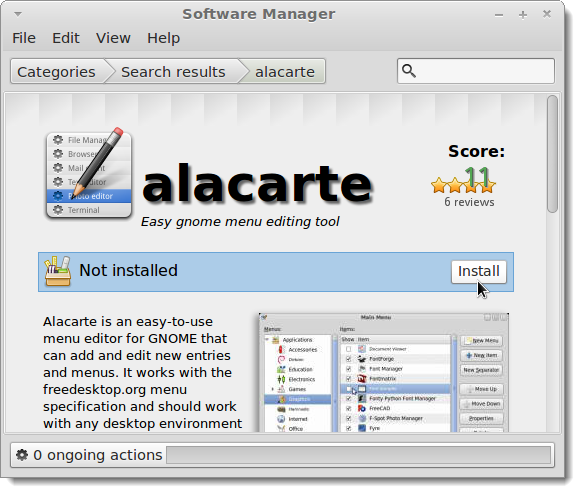 Software Manager
File Edit View Help
Categories Search results alacarte
File Manag
Browser
Mail
Photo editor
Terminal
alacarte
Easy gnome menu editing tool
Score:
11
6 reviews
Not installed
Install
Alacarte is an easy-to-use
menu editor for GNOME that
can add and edit new entries
and menus. It works with the
freedesktop.org menu
specification and should work
with any desktop environment
Main Menu
Menus:
Items:
Show Item
Applications
Accessories
Debian
Education
Electronics
Games
Graphics
Hamradio
Internet
Office
Document Viewer
FontForge
Font Manager
Fontmatrix
Fonty Python Font Manager
FreeCAD
F-Spot Photo Manager
Fyre
New Menu
New Item
New Separator
Move Up
Move Down
Properties
0 ongoing actions